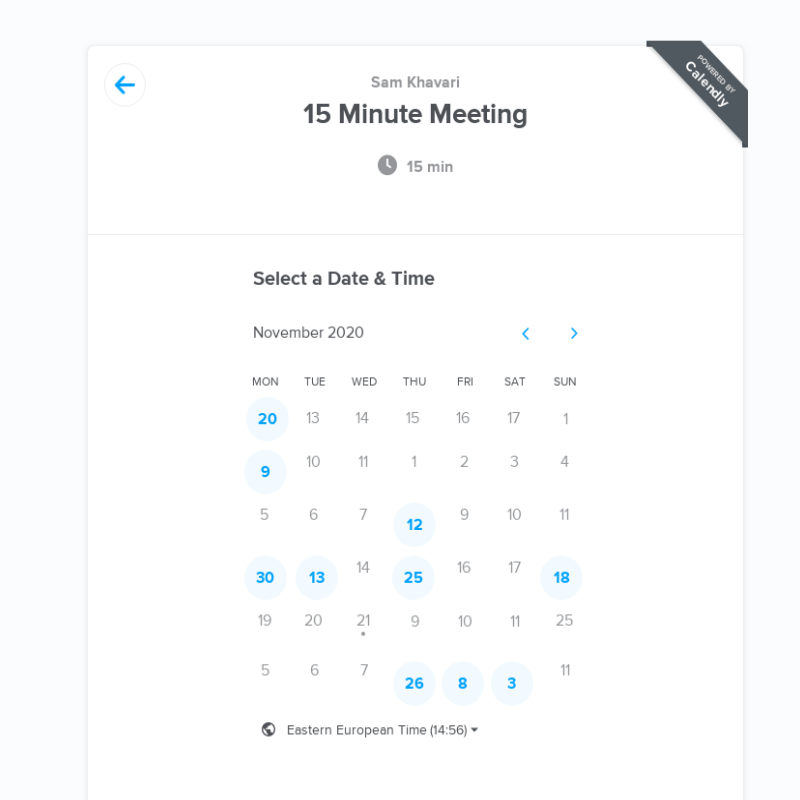 Sam Khavari
15 Minute Meeting
15 min
POWERED BY
Calendly
Select a Date & Time
November 2020
MON TUE WED THU FRI SAT SUN
20 13 14 15 16 17 1
9 10 11 1 2 3 4
5 6 7 12 9 10 11
30 13 14 25 16 17 18
19 20 21 9 10 11 25
5 6 7 26 8 3 11
Eastern European Time (14:56)